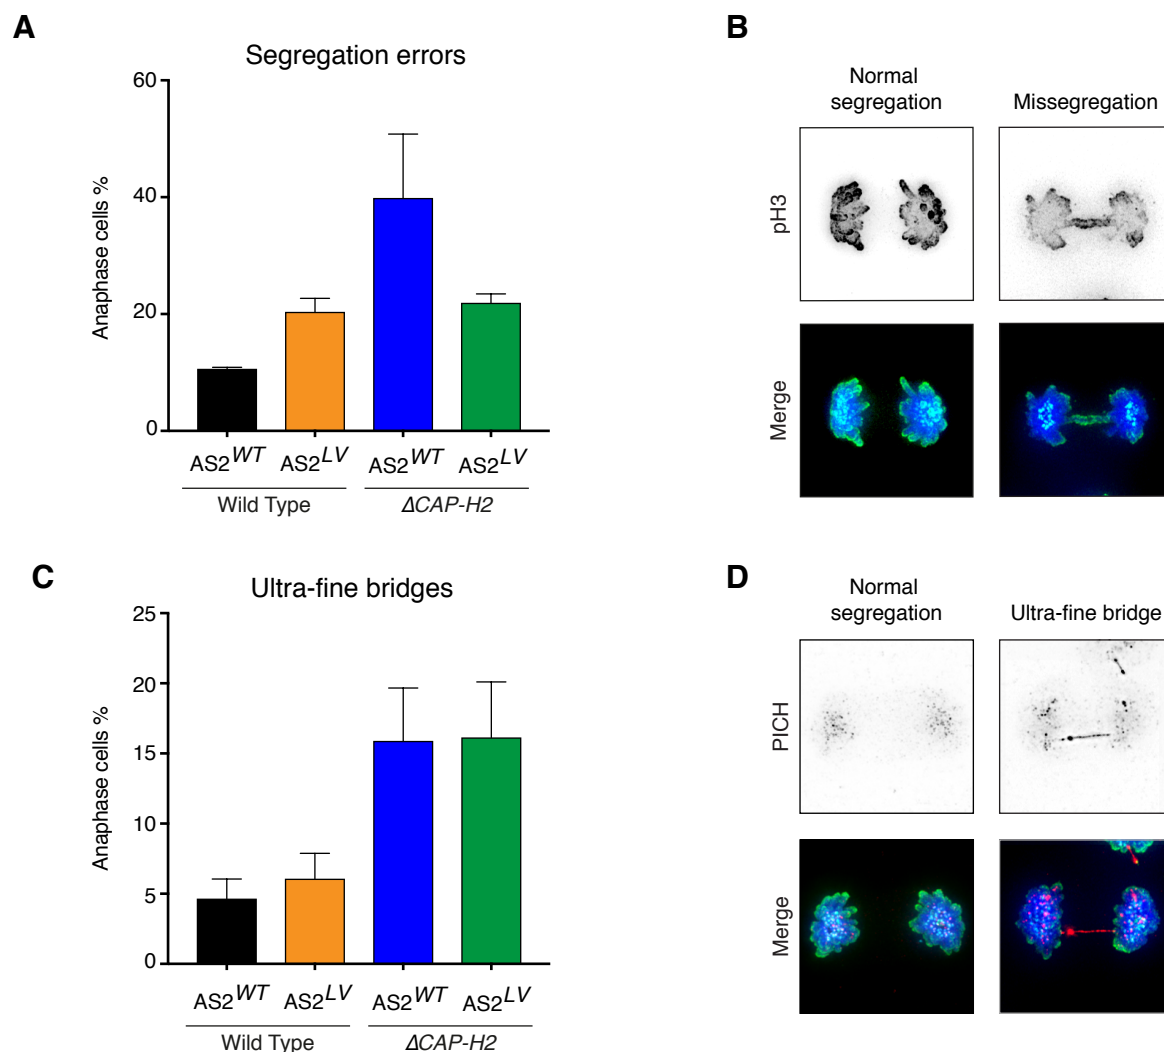 A
Segregation errors
Anaphase cells %
60
40
20
0
AS2WT AS2LV AS2WT AS2LV
Wild Type ΔCAP-H2
B
Normal
segregation Missegregation
pH3
Merge
C
Ultra-fine bridges
Anaphase cells %
25
20
15
10
5
0
AS2WT AS2LV AS2WT AS2LV
Wild Type ΔCAP-H2
D
Normal
segregation Ultra-fine bridge
PICH
Merge